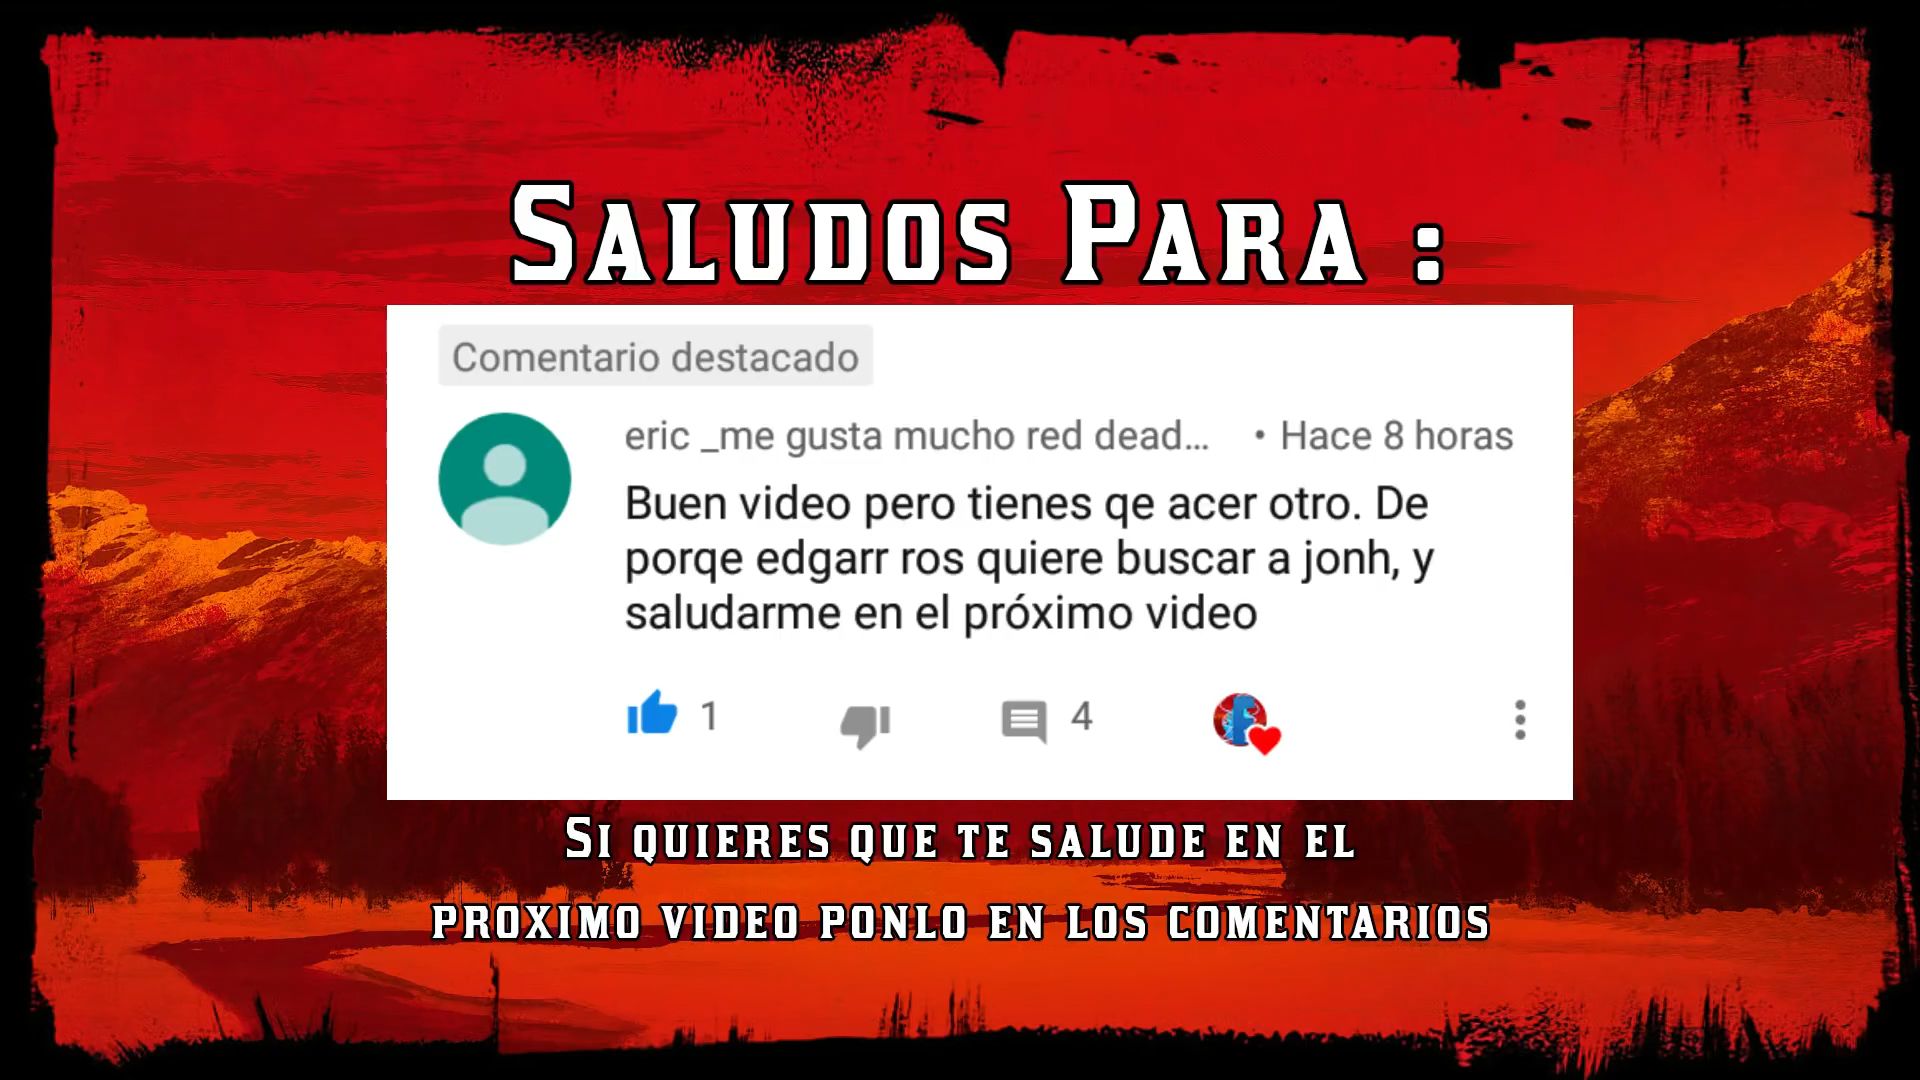 Saludos Para :
Comentario destacado
eric _me gusta mucho red dead... • Hace 8 horas
Buen video pero tienes qe acer otro. De
porqe edgarr ros quiere buscar a jonh, y
saludarme en el próximo video
1 4
Si quieres que te salude en el
proximo video ponlo en los comentarios